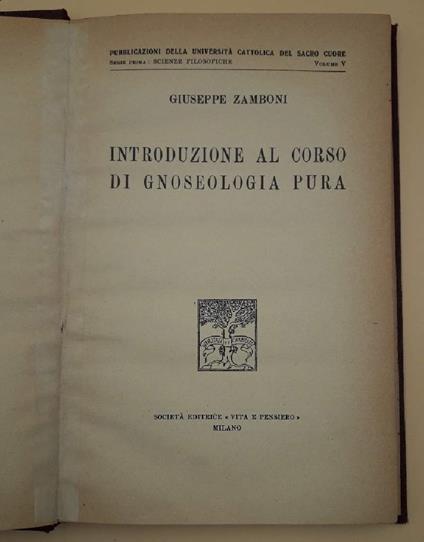 PUBBLICAZIONI DELLA UNIVERSITÀ CATTOLICA DEL SACRO CUORE
SERIE PRIMA: SCIENZE FILOSOFICHE VOLUME V
GIUSEPPE ZAMBONI
INTRODUZIONE AL CORSO
DI GNOSEOLOGIA PURA
SOCIETÀ EDITRICE « VITA E PENSIERO »
MILANO